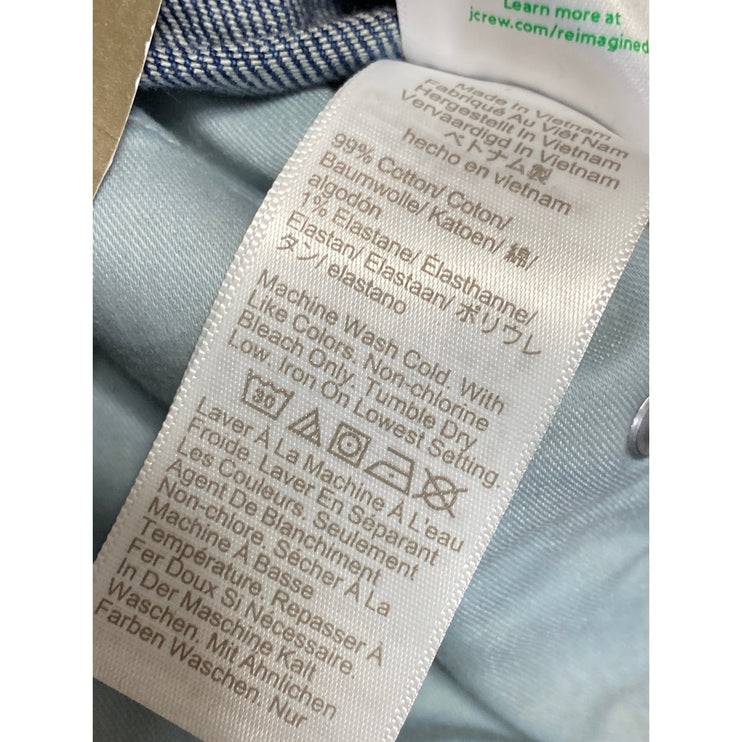 Learn more at
jcrew.com/reimagined
Made In Vietnam
Fabriqué Au Viêt Nam
Hergestellt In Vietnam
Vervaardigd In Vietnam
ベトナム製
hecho en vietnam
99% Cotton/ Coton/
Baumwolle/ Katoen/ 綿/
algodón
1% Elastane/ Élasthanne/
Elastan/ Elastaan/ ポリウレ
タン/ elastano
Machine Wash Cold. With
Like Colors. Non-chlorine
Bleach Only. Tumble Dry
Low. Iron On Lowest Setting.
30
Laver À La Machine À L'eau
Froide. Laver En Séparant
Les Couleurs. Seulement
Agent De Blanchiment
Non-chlore. Sécher À La
Machine À Basse
Température. Repasser À
Fer Doux Si Necessaire.
In Der Maschine Kalt
Waschen. Mit Ähnlichen
Farben Waschen. Nur